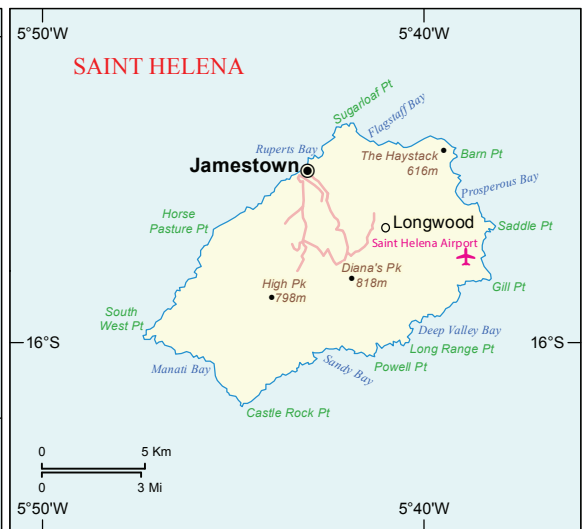 5°50'W 5°40'W
SAINT HELENA
Sugarloaf Pt
Flagstaff Bay
Ruperts Bay
The Haystack
616m
Barn Pt
Jamestown
Prosperous Bay
Horse
Pasture Pt
Longwood
Saddle Pt
Saint Helena Airport
High Pk
798m
Diana's Pk
818m
Gill Pt
South
West Pt
Deep Valley Bay
16°S 16°S
Long Range Pt
Manati Bay
Sandy Bay
Powell Pt
Castle Rock Pt
0 5 Km
0 3 Mi
5°50'W 5°40'W